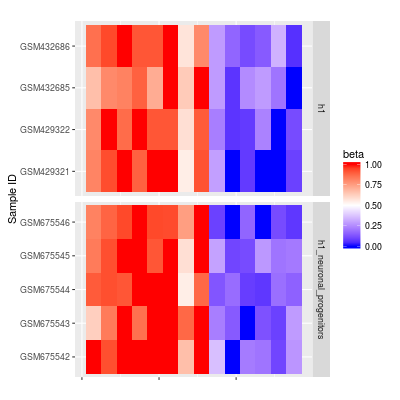 Sample ID
GSM432686
GSM432685
GSM429322
GSM429321
h1
GSM675546
GSM675545
GSM675544
GSM675543
GSM675542
h1_neuronal_progenitors
beta
1.00
0.75
0.50
0.25
0.00